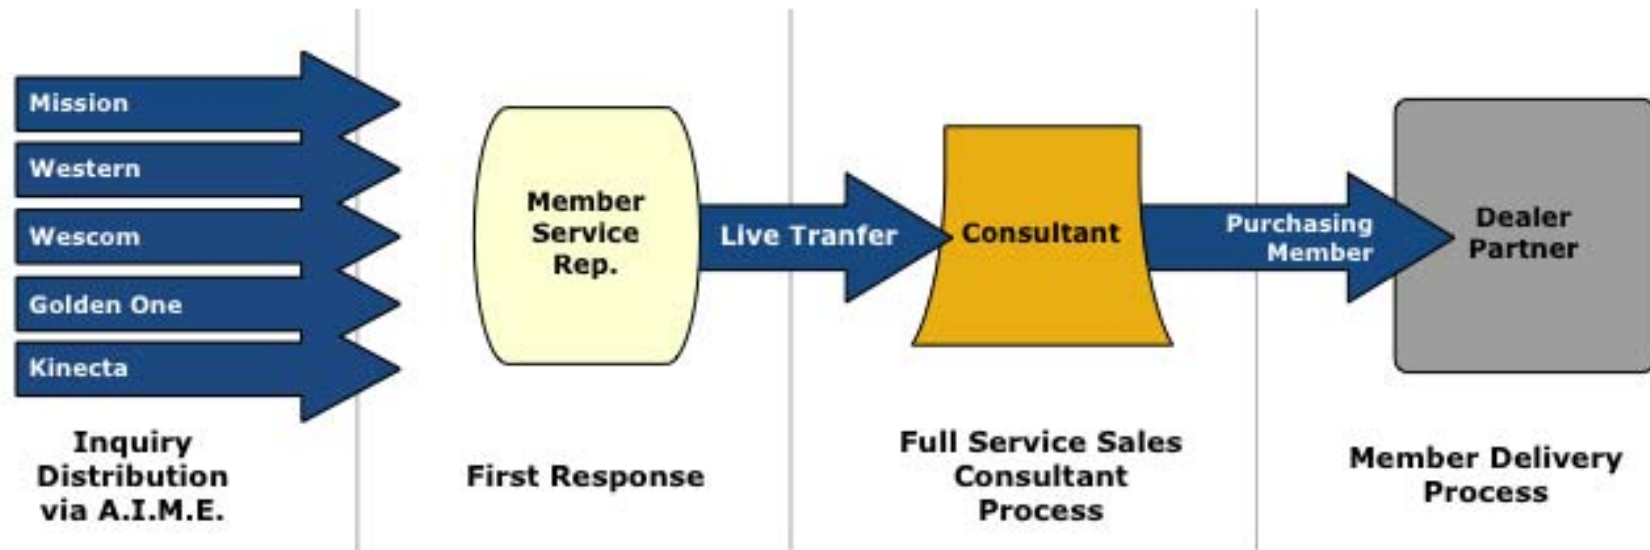 Mission
Western
Wescom
Golden One
Kinecta
Inquiry
Distribution
via A.I.M.E.
Member
Service
Rep.
First Response
Live Tranfer
Consultant
Full Service Sales
Consultant
Process
Purchasing
Member
Dealer
Partner
Member Delivery
Process